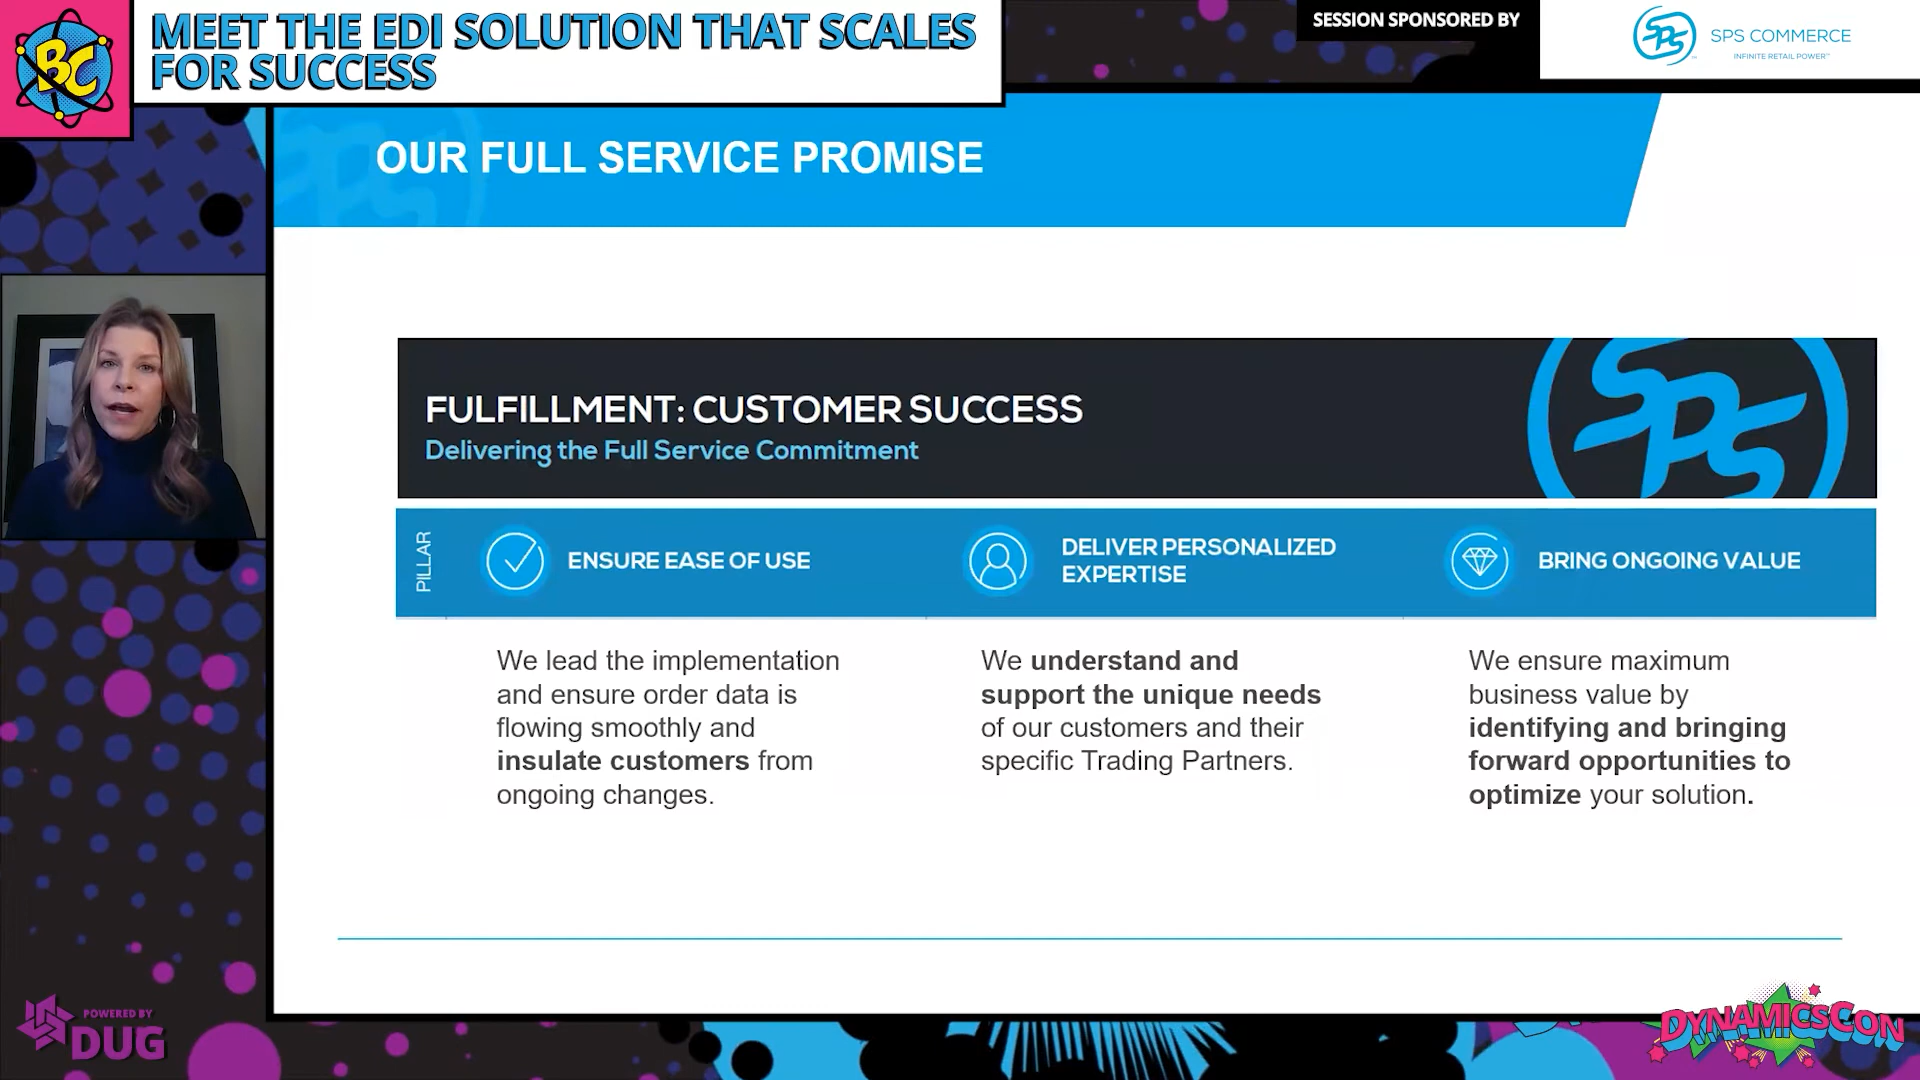 BC
MEET THE EDI SOLUTION THAT SCALES
FOR SUCCESS
SESSION SPONSORED BY
SPS
SPS COMMERCE
INFINITE RETAIL POWER™
OUR FULL SERVICE PROMISE
FULFILLMENT: CUSTOMER SUCCESS
Delivering the Full Service Commitment
SPS
PILLAR
ENSURE EASE OF USE
We lead the implementation
and ensure order data is
flowing smoothly and
insulate customers from
ongoing changes.
DELIVER PERSONALIZED
EXPERTISE
We understand and
support the unique needs
of our customers and their
specific Trading Partners.
BRING ONGOING VALUE
We ensure maximum
business value by
identifying and bringing
forward opportunities to
optimize your solution.
POWERED BY
DUG
DYNAMICSCON